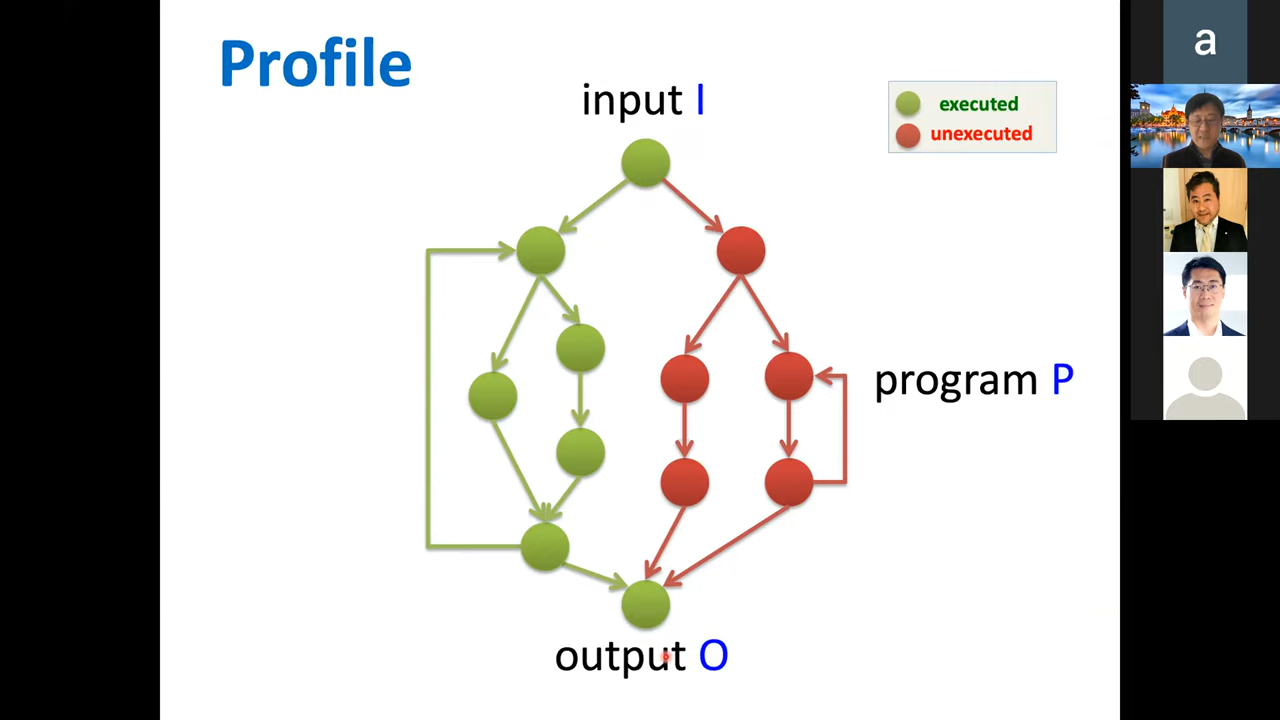 Profile
input I
executed
unexecuted
program P
output O
a